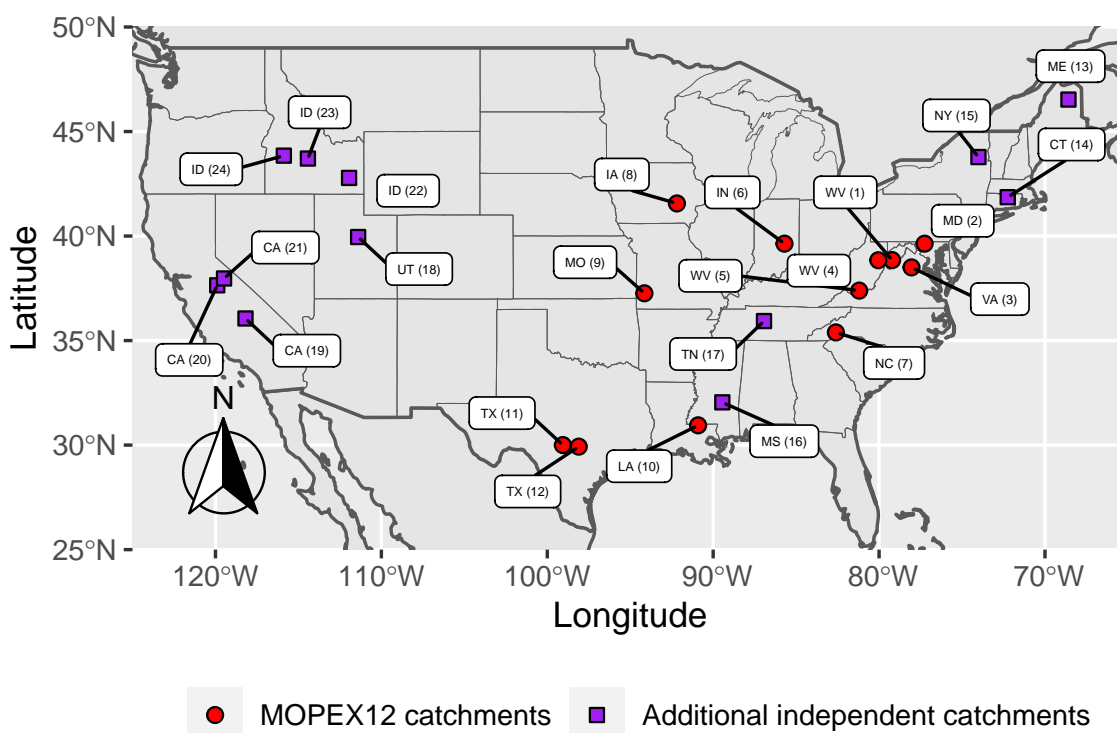 50°N
45°N
40°N
35°N
30°N
25°N
Latitude
ME (13)
ID (23)
NY (15)
CT (14)
ID (24)
IA (8)
IN (6)
WV (1)
ID (22)
MD (2)
CA (21)
UT (18)
MO (9)
WV (5)
WV (4)
VA (3)
CA (20)
CA (19)
TN (17)
NC (7)
N
TX (11)
MS (16)
LA (10)
TX (12)
120°W
110°W
100°W
90°W
80°W
70°W
Longitude
MOPEX12 catchments
Additional independent catchments